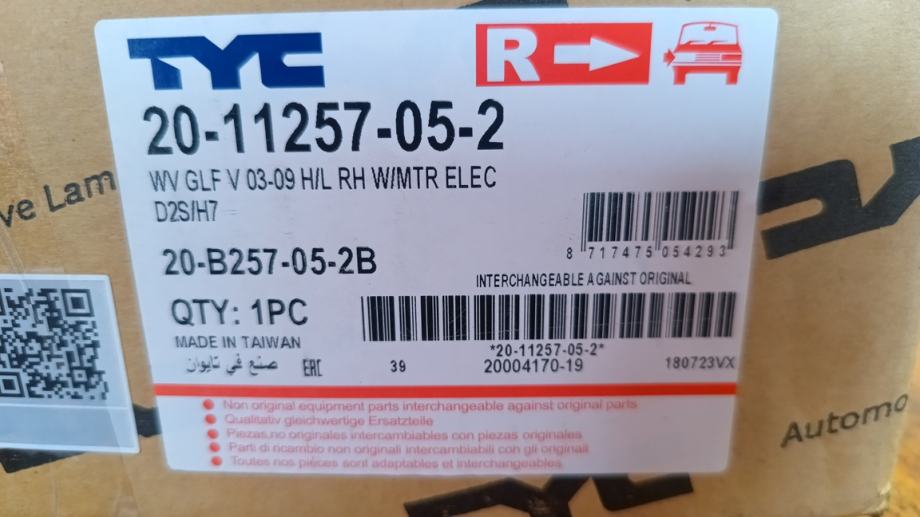 TYC
R
20-11257-05-2
WV GLF V 03-09 H/L RH W/MTR ELEC
D2S/H7
8 717475 054293
20-B257-05-2B
INTERCHANGEABLE AGAINST ORIGINAL
QTY: 1PC
MADE IN TAIWAN
*20-11257-05-2*
صنع في تايوان EAC 39 20004170-19 180723VX
Non original equipment parts interchangeable against original parts
Qualitativ gleichwertige Ersatzteile
Piezas,no originales intercambiables con piezas originales
Parti di ricambio non originali intercambiabili con gli originali
Toutes nos piéces sont adaptables et interchangeables
ve Lam
Automo